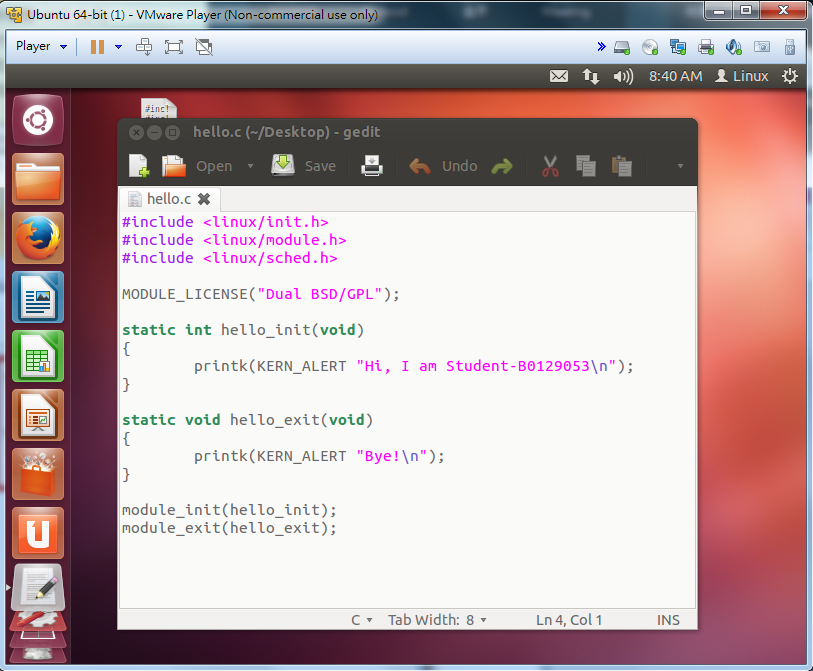 Ubuntu 64-bit (1) - VMware Player (Non-commercial use only)
Player
8:40 AM Linux
#inc!
hello.c (~/Desktop) - gedit
Open Save Undo
hello.c
#include <linux/init.h>
#include <linux/module.h>
#include <linux/sched.h>
MODULE_LICENSE("Dual BSD/GPL");
static int hello_init(void)
{
printk(KERN_ALERT "Hi, I am Student-B0129053\n");
}
static void hello_exit(void)
{
printk(KERN_ALERT "Bye!\n");
}
module_init(hello_init);
module_exit(hello_exit);
C Tab Width: 8 Ln 4, Col 1 INS